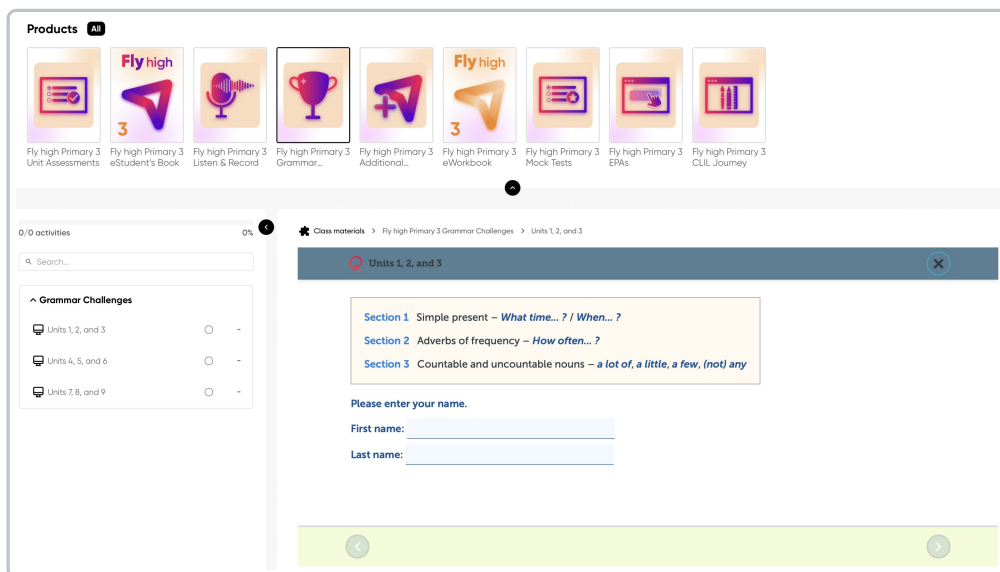 Products All
Fly high
3
Fly high
3
Fly high Primary 3
Unit Assessments
Fly high Primary 3
eStudent's Book
Fly high Primary 3
Listen & Record
Fly high Primary 3
Grammar...
Fly high Primary 3
Additional...
Fly high Primary 3
eWorkbook
Fly high Primary 3
Mock Tests
Fly high Primary 3
EPAs
Fly high Primary 3
CLIL Journey
0/0 activities 0%
Search...
Grammar Challenges
Units 1, 2, and 3 -
Units 4, 5, and 6 -
Units 7, 8, and 9 -
Class materials > Fly high Primary 3 Grammar Challenges > Units 1, 2, and 3
Units 1, 2, and 3
Section 1 Simple present – What time... ? / When... ?
Section 2 Adverbs of frequency – How often... ?
Section 3 Countable and uncountable nouns – a lot of, a little, a few, (not) any
Please enter your name.
First name:
Last name: